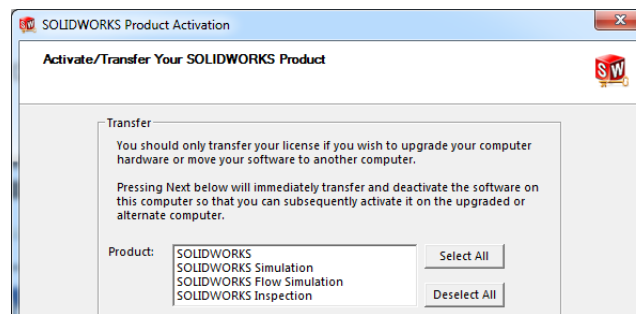 SOLIDWORKS Product Activation
Activate/Transfer Your SOLIDWORKS Product
SW
Transfer
You should only transfer your license if you wish to upgrade your computer
hardware or move your software to another computer.
Pressing Next below will immediately transfer and deactivate the software on
this computer so that you can subsequently activate it on the upgraded or
alternate computer.
Product:
SOLIDWORKS
SOLIDWORKS Simulation
SOLIDWORKS Flow Simulation
SOLIDWORKS Inspection
Select All
Deselect All